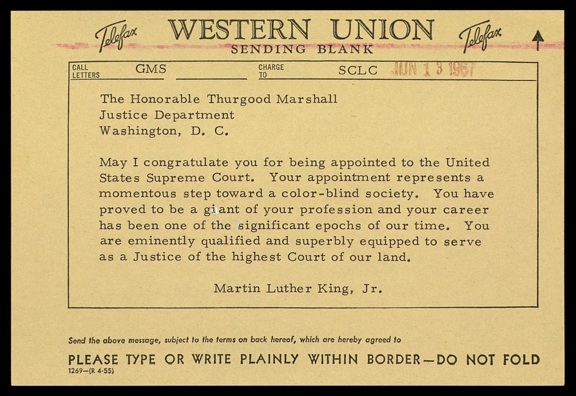 Telefax WESTERN UNION Telefax
SENDING BLANK
CALL LETTERS GMS CHARGE TO SCLC JUN 13 1967
The Honorable Thurgood Marshall
Justice Department
Washington, D. C.
May I congratulate you for being appointed to the United
States Supreme Court. Your appointment represents a
momentous step toward a color-blind society. You have
proved to be a giant of your profession and your career
has been one of the significant epochs of our time. You
are eminently qualified and superbly equipped to serve
as a Justice of the highest Court of our land.
Martin Luther King, Jr.
Send the above message, subject to the terms on back hereof, which are hereby agreed to
PLEASE TYPE OR WRITE PLAINLY WITHIN BORDER—DO NOT FOLD
1269—(R 4-55)